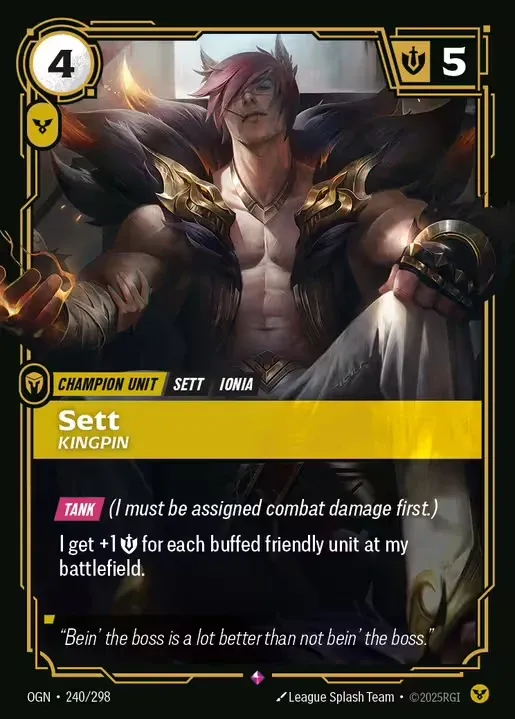 4
5
CHAMPION UNIT SETT IONIA
Sett
KINGPIN
TANK (I must be assigned combat damage first.)
I get +1 for each buffed friendly unit at my
battlefield.
“Bein’ the boss is a lot better than not bein’ the boss.”
OGN • 240/298 League Splash Team • ©2025RGI